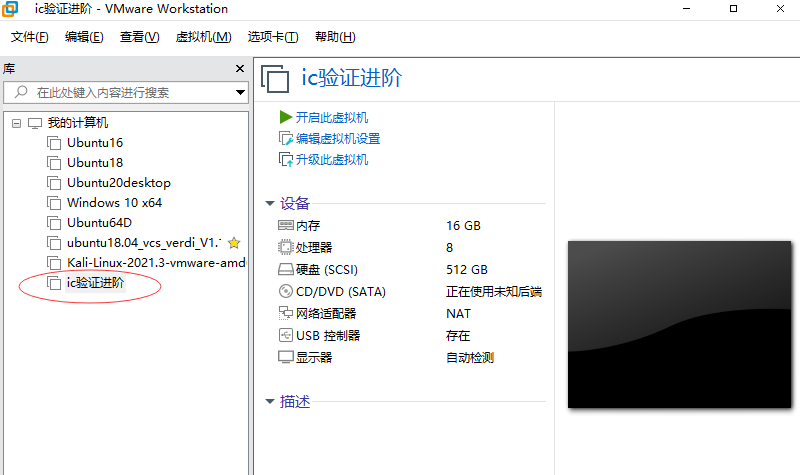 ic验证进阶 - VMware Workstation
文件(F) 编辑(E) 查看(V) 虚拟机(M) 选项卡(T) 帮助(H)
库
在此处键入内容进行搜索
我的计算机
Ubuntu16
Ubuntu18
Ubuntu20desktop
Windows 10 x64
Ubuntu64D
ubuntu18.04_vcs_verdi_V1.
Kali-Linux-2021.3-vmware-amd
ic验证进阶
ic验证进阶
开启此虚拟机
编辑虚拟机设置
升级此虚拟机
设备
内存 16 GB
处理器 8
硬盘 (SCSI) 512 GB
CD/DVD (SATA) 正在使用未知后端
网络适配器 NAT
USB 控制器 存在
显示器 自动检测
描述